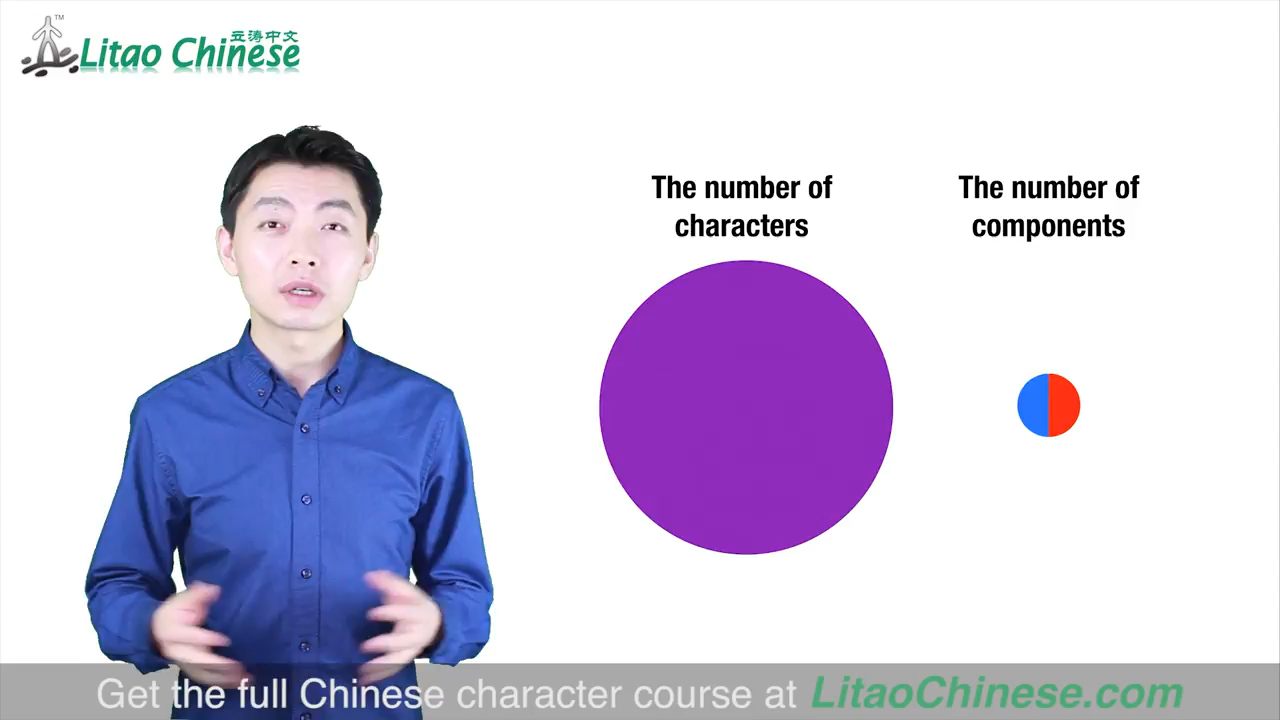 TM
立涛中文
Litao Chinese
The number of
characters
The number of
components
Get the full Chinese character course at LitaoChinese.com